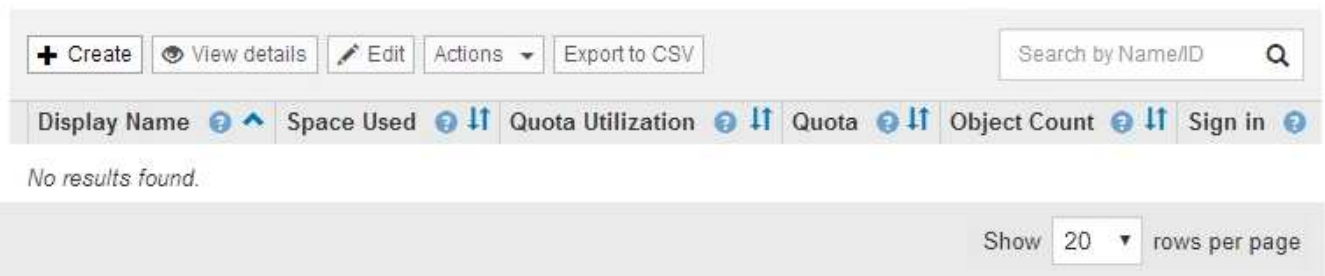 Create View details Edit Actions Export to CSV Search by Name/ID
Display Name Space Used Quota Utilization Quota Object Count Sign in
No results found.
Show 20 rows per page